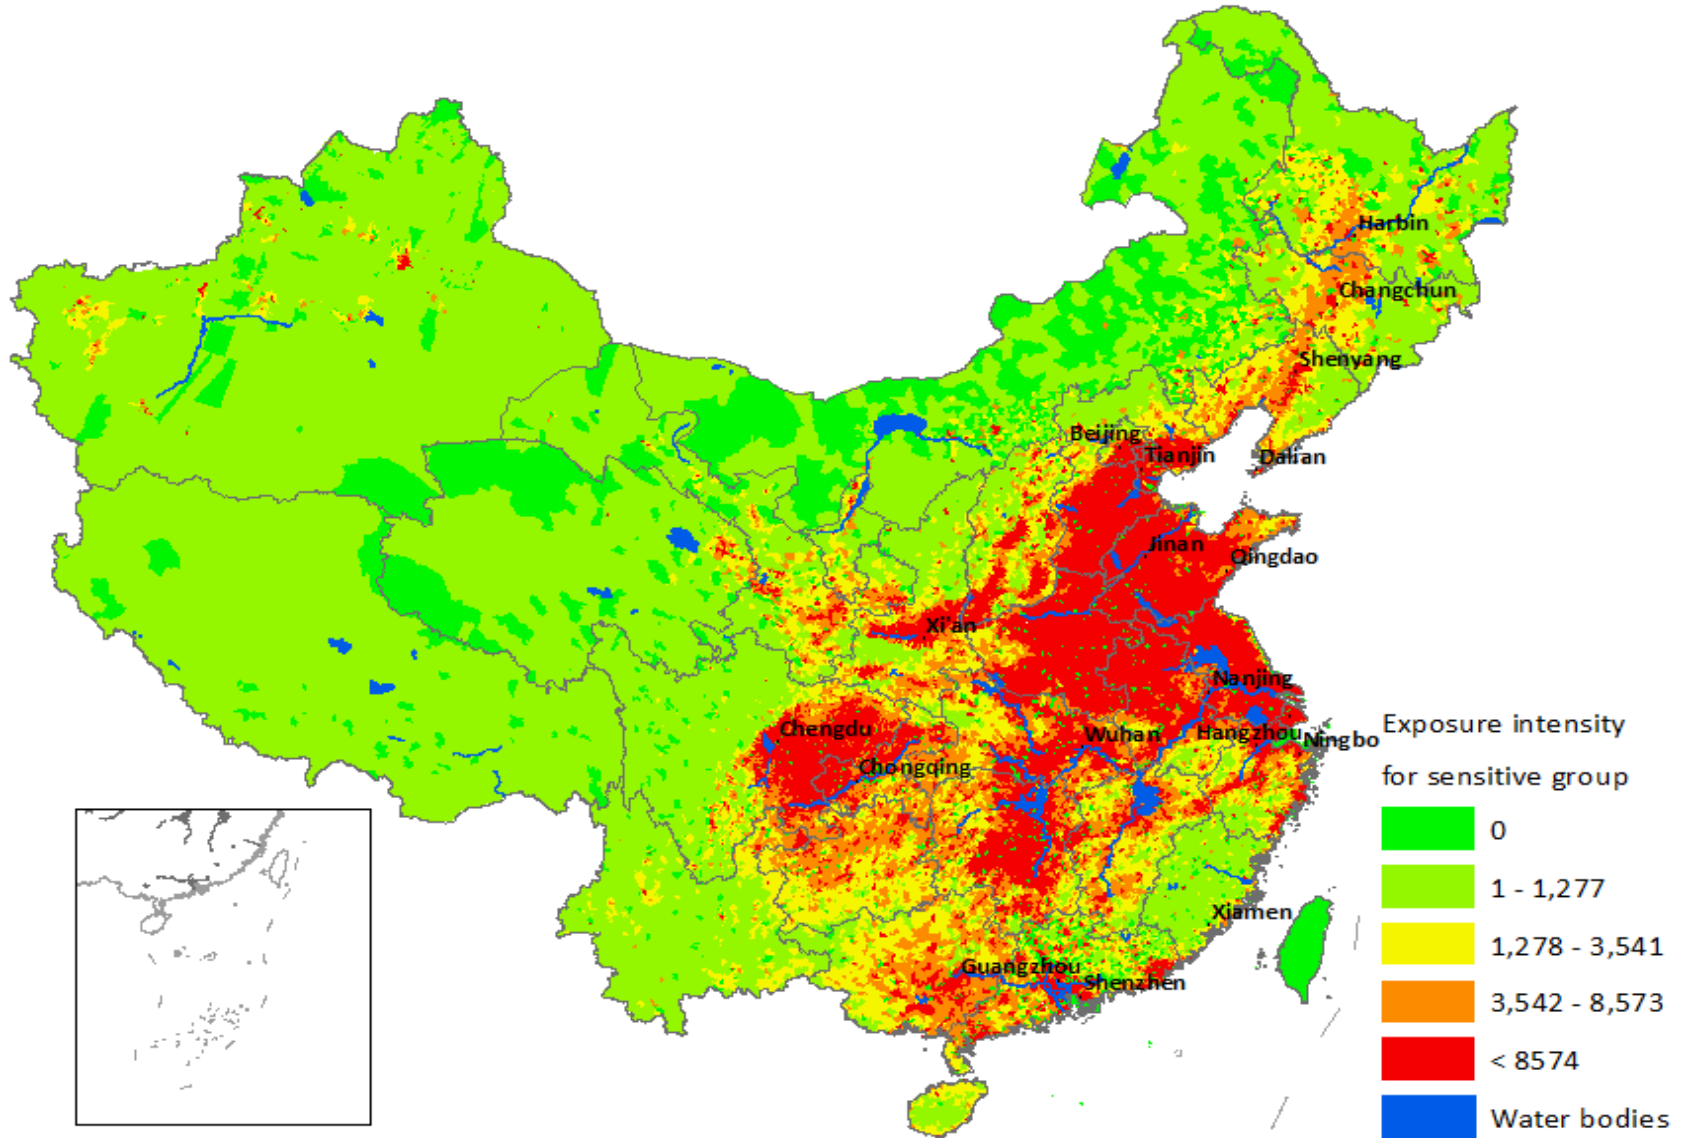 Harbin
Changchun
Shenyang
Beijing
Tianjin
Dalian
Jinan
Qingdao
Xi'an
Nanjing
Chengdu
Wuhan
Hangzhou
Ningbo
Chongqing
Xiamen
Guangzhou
Shenzhen
Exposure intensity
for sensitive group
0
1 - 1,277
1,278 - 3,541
3,542 - 8,573
< 8574
Water bodies